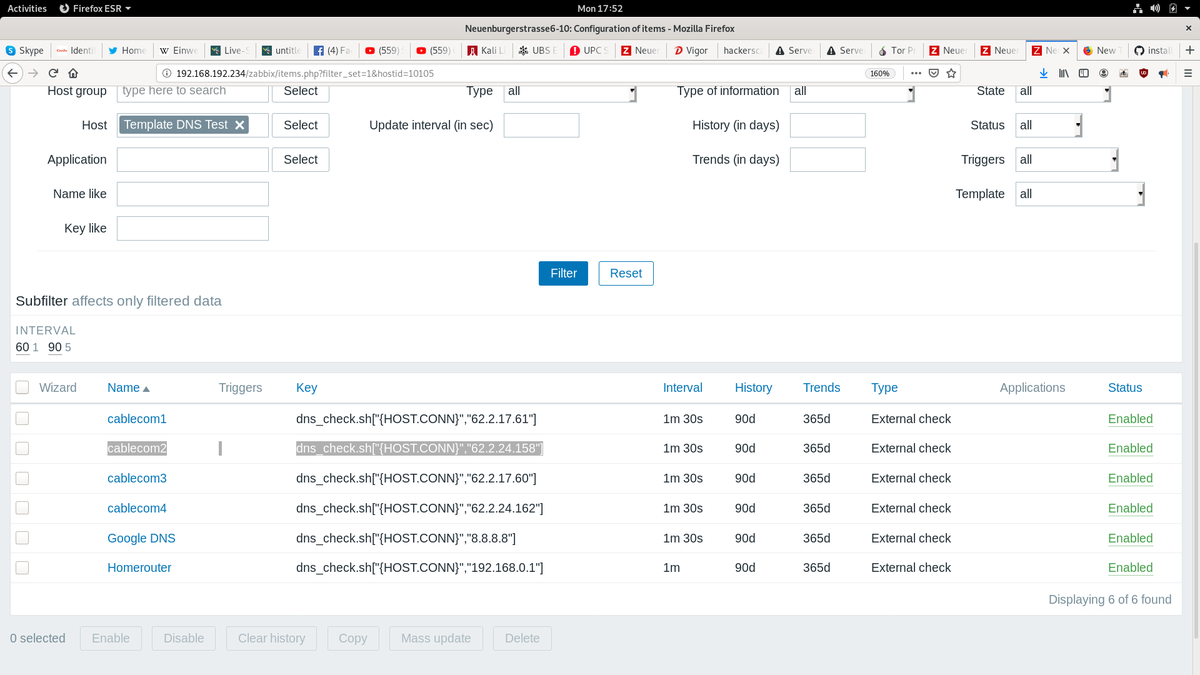 Activities Firefox ESR Mon 17:52
Neuenburgerstrasse6-10: Configuration of items - Mozilla Firefox
Skype Identi Home W Einwe Live-S untitle (4) Fa (559) (559) Kali Li UBS E UPC S Neuer Vigor hackersc Serve Serve Tor Pr Neuer Neuer Ne New T instal
192.168.192.234/zabbix/items.php?filter_set=1&hostid=10105 160%
Host group type here to search Select Type all Type of information all State all
Host Template DNS Test Select Update interval (in sec) History (in days) Status all
Application Select Trends (in days) Triggers all
Name like Template all
Key like
Filter Reset
Subfilter affects only filtered data
INTERVAL
60 1 90 5
Wizard Name Triggers Key Interval History Trends Type Applications Status
cablecom1 dns_check.sh["{HOST.CONN}","62.2.17.61"] 1m 30s 90d 365d External check Enabled
cablecom2 dns_check.sh["{HOST.CONN}","62.2.24.158"] 1m 30s 90d 365d External check Enabled
cablecom3 dns_check.sh["{HOST.CONN}","62.2.17.60"] 1m 30s 90d 365d External check Enabled
cablecom4 dns_check.sh["{HOST.CONN}","62.2.24.162"] 1m 30s 90d 365d External check Enabled
Google DNS dns_check.sh["{HOST.CONN}","8.8.8.8"] 1m 30s 90d 365d External check Enabled
Homerouter dns_check.sh["{HOST.CONN}","192.168.0.1"] 1m 90d 365d External check Enabled
Displaying 6 of 6 found
0 selected Enable Disable Clear history Copy Mass update Delete